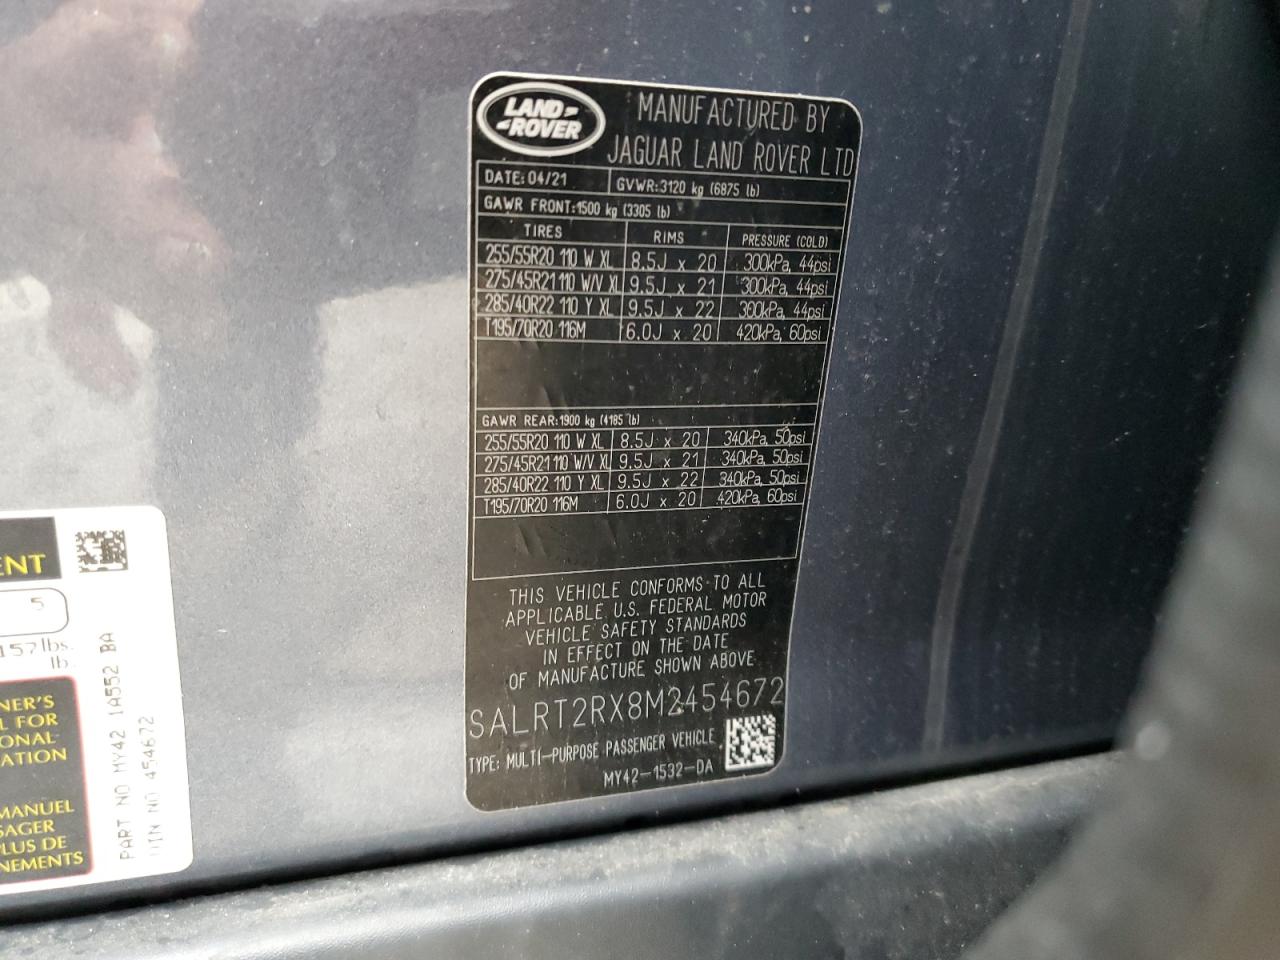 LAND-
-ROVER
MANUFACTURED BY
JAGUAR LAND ROVER LTD
DATE: 04/21 GVWR: 3120 kg (6875 lb)
GAWR FRONT: 1500 kg (3305 lb)
TIRES RIMS PRESSURE (COLD)
255/55R20 110 W XL 8.5J x 20 300kPa, 44psi
275/45R21 110 W/V XL 9.5J x 21 300kPa, 44psi
285/40R22 110 Y XL 9.5J x 22 300kPa, 44psi
T195/70R20 116M 6.0J x 20 420kPa, 60psi
GAWR REAR: 1900 kg (4185 lb)
255/55R20 110 W XL 8.5J x 20 340kPa, 50psi
275/45R21 110 W/V XL 9.5J x 21 340kPa, 50psi
285/40R22 110 Y XL 9.5J x 22 340kPa, 50psi
T195/70R20 116M 6.0J x 20 420kPa, 60psi
THIS VEHICLE CONFORMS TO ALL
APPLICABLE U.S. FEDERAL MOTOR
VEHICLE SAFETY STANDARDS
IN EFFECT ON THE DATE
OF MANUFACTURE SHOWN ABOVE
SALRT2RX8M2454672
TYPE: MULTI-PURPOSE PASSENGER VEHICLE
MY42-1532-DA
ENT
5
157 lbs.
lb.
NER'S
L FOR
ONAL
ATION
MANUEL
SAGER
LUS DE
NEMENTS
PART NO MY42 1A552 BA
VIN NO 454672